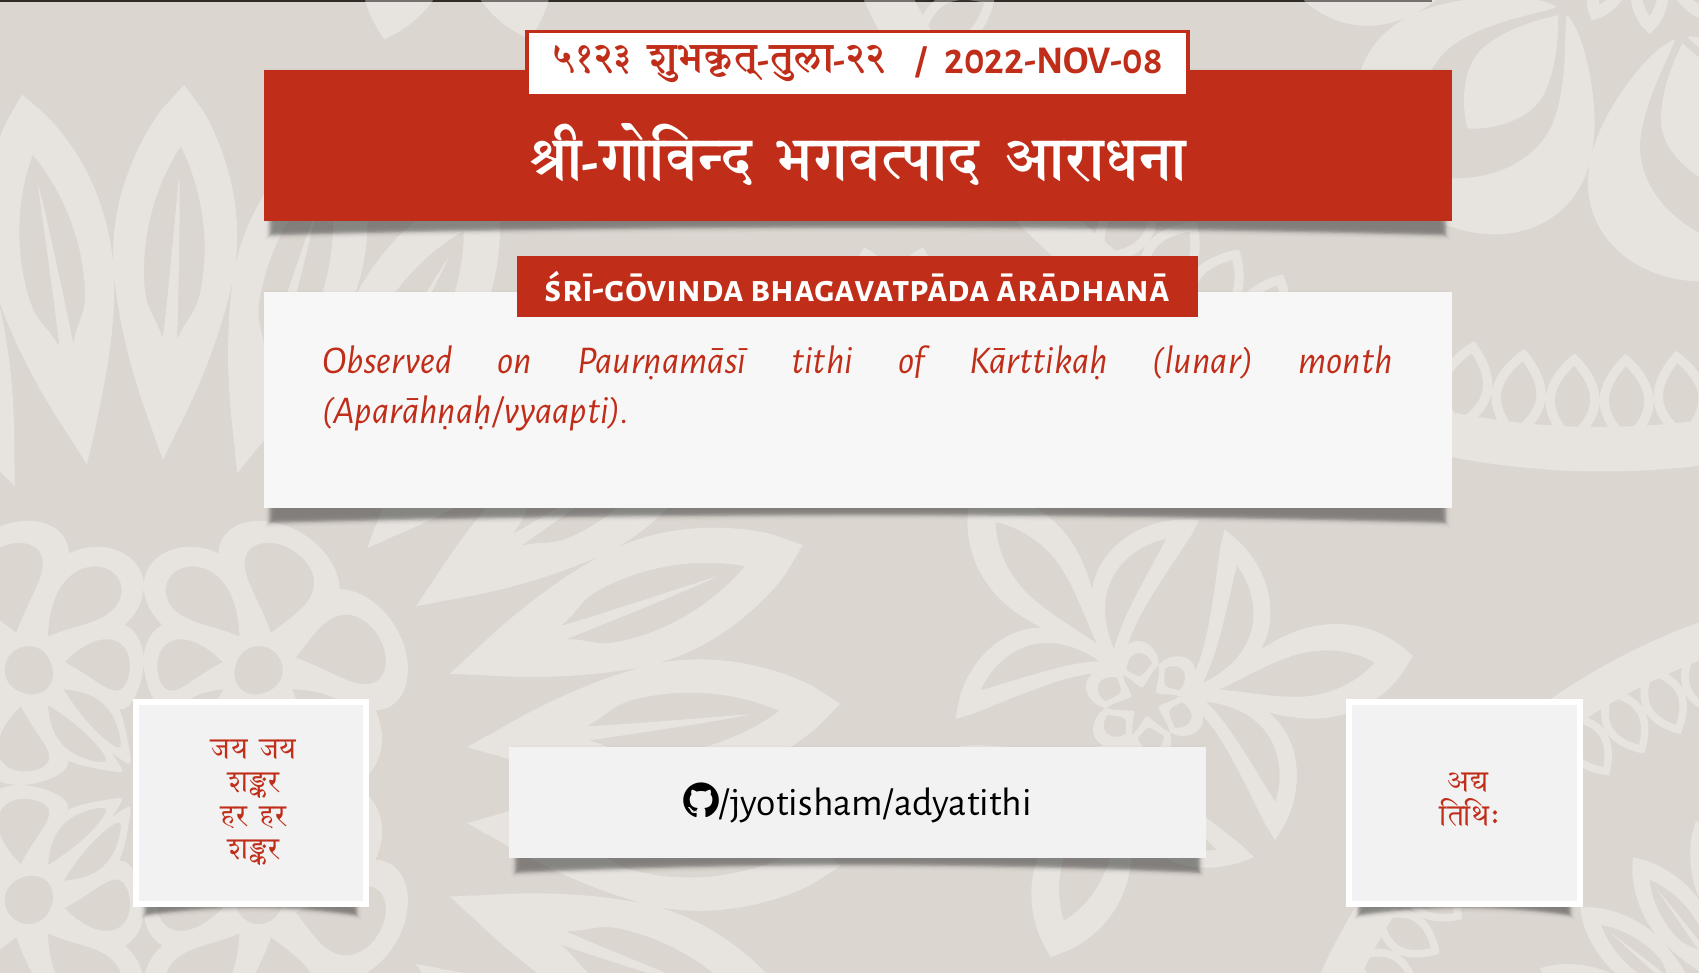 ५१२३ शुभकृत्-तुला-२२ / 2022-NOV-08
श्री-गोविन्द भगवत्पाद आराधना
ŚRĪ-GŌVINDA BHAGAVATPĀDA ĀRĀDHANĀ
Observed on Paurṇamāsī tithi of Kārttikaḥ (lunar) month
(Aparāhṇaḥ/vyaapti).
जय जय
शङ्कर
हर हर
शङ्कर
/jyotisham/adyatithi
अद्य
तिथिः